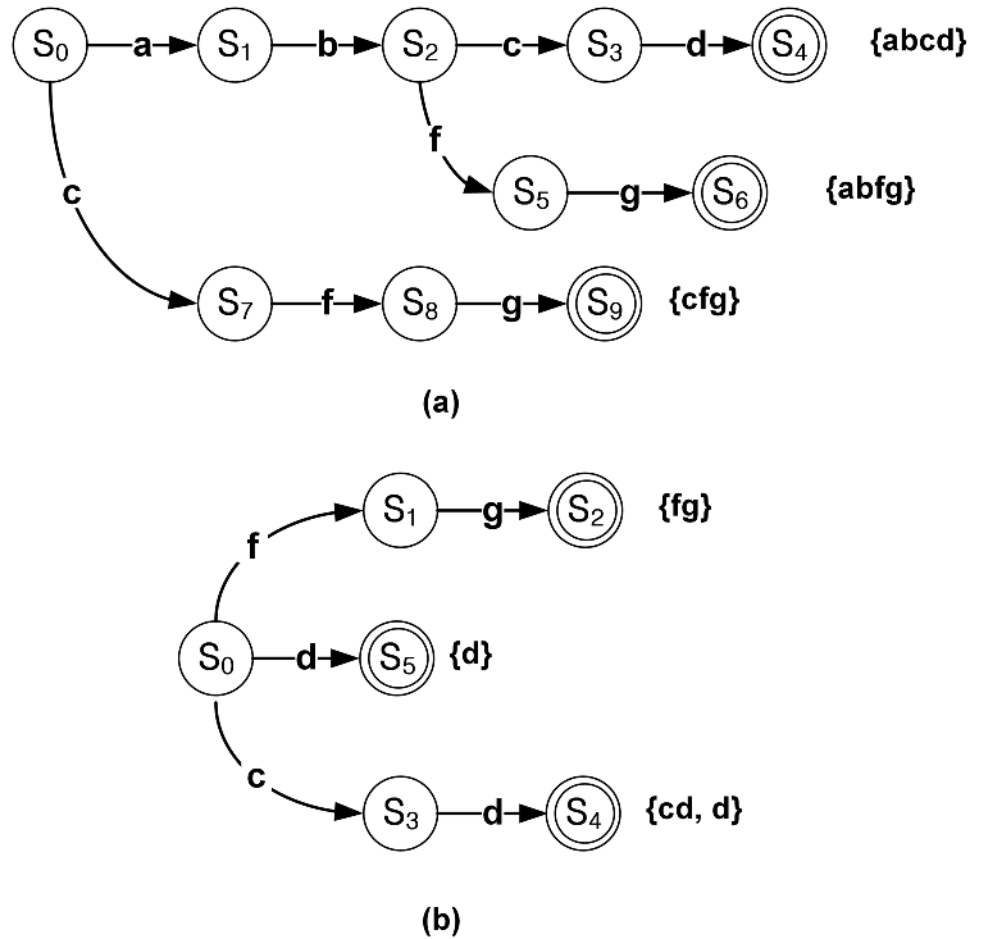 S₀ a S₁ b S₂ c S₃ d S₄ {abcd}
f
c
S₅ g S₆ {abfg}
S₇ f S₈ g S₉ {cfg}
(a)
S₁ g S₂ {fg}
f
S₀ d S₅ {d}
c
S₃ d S₄ {cd, d}
(b)